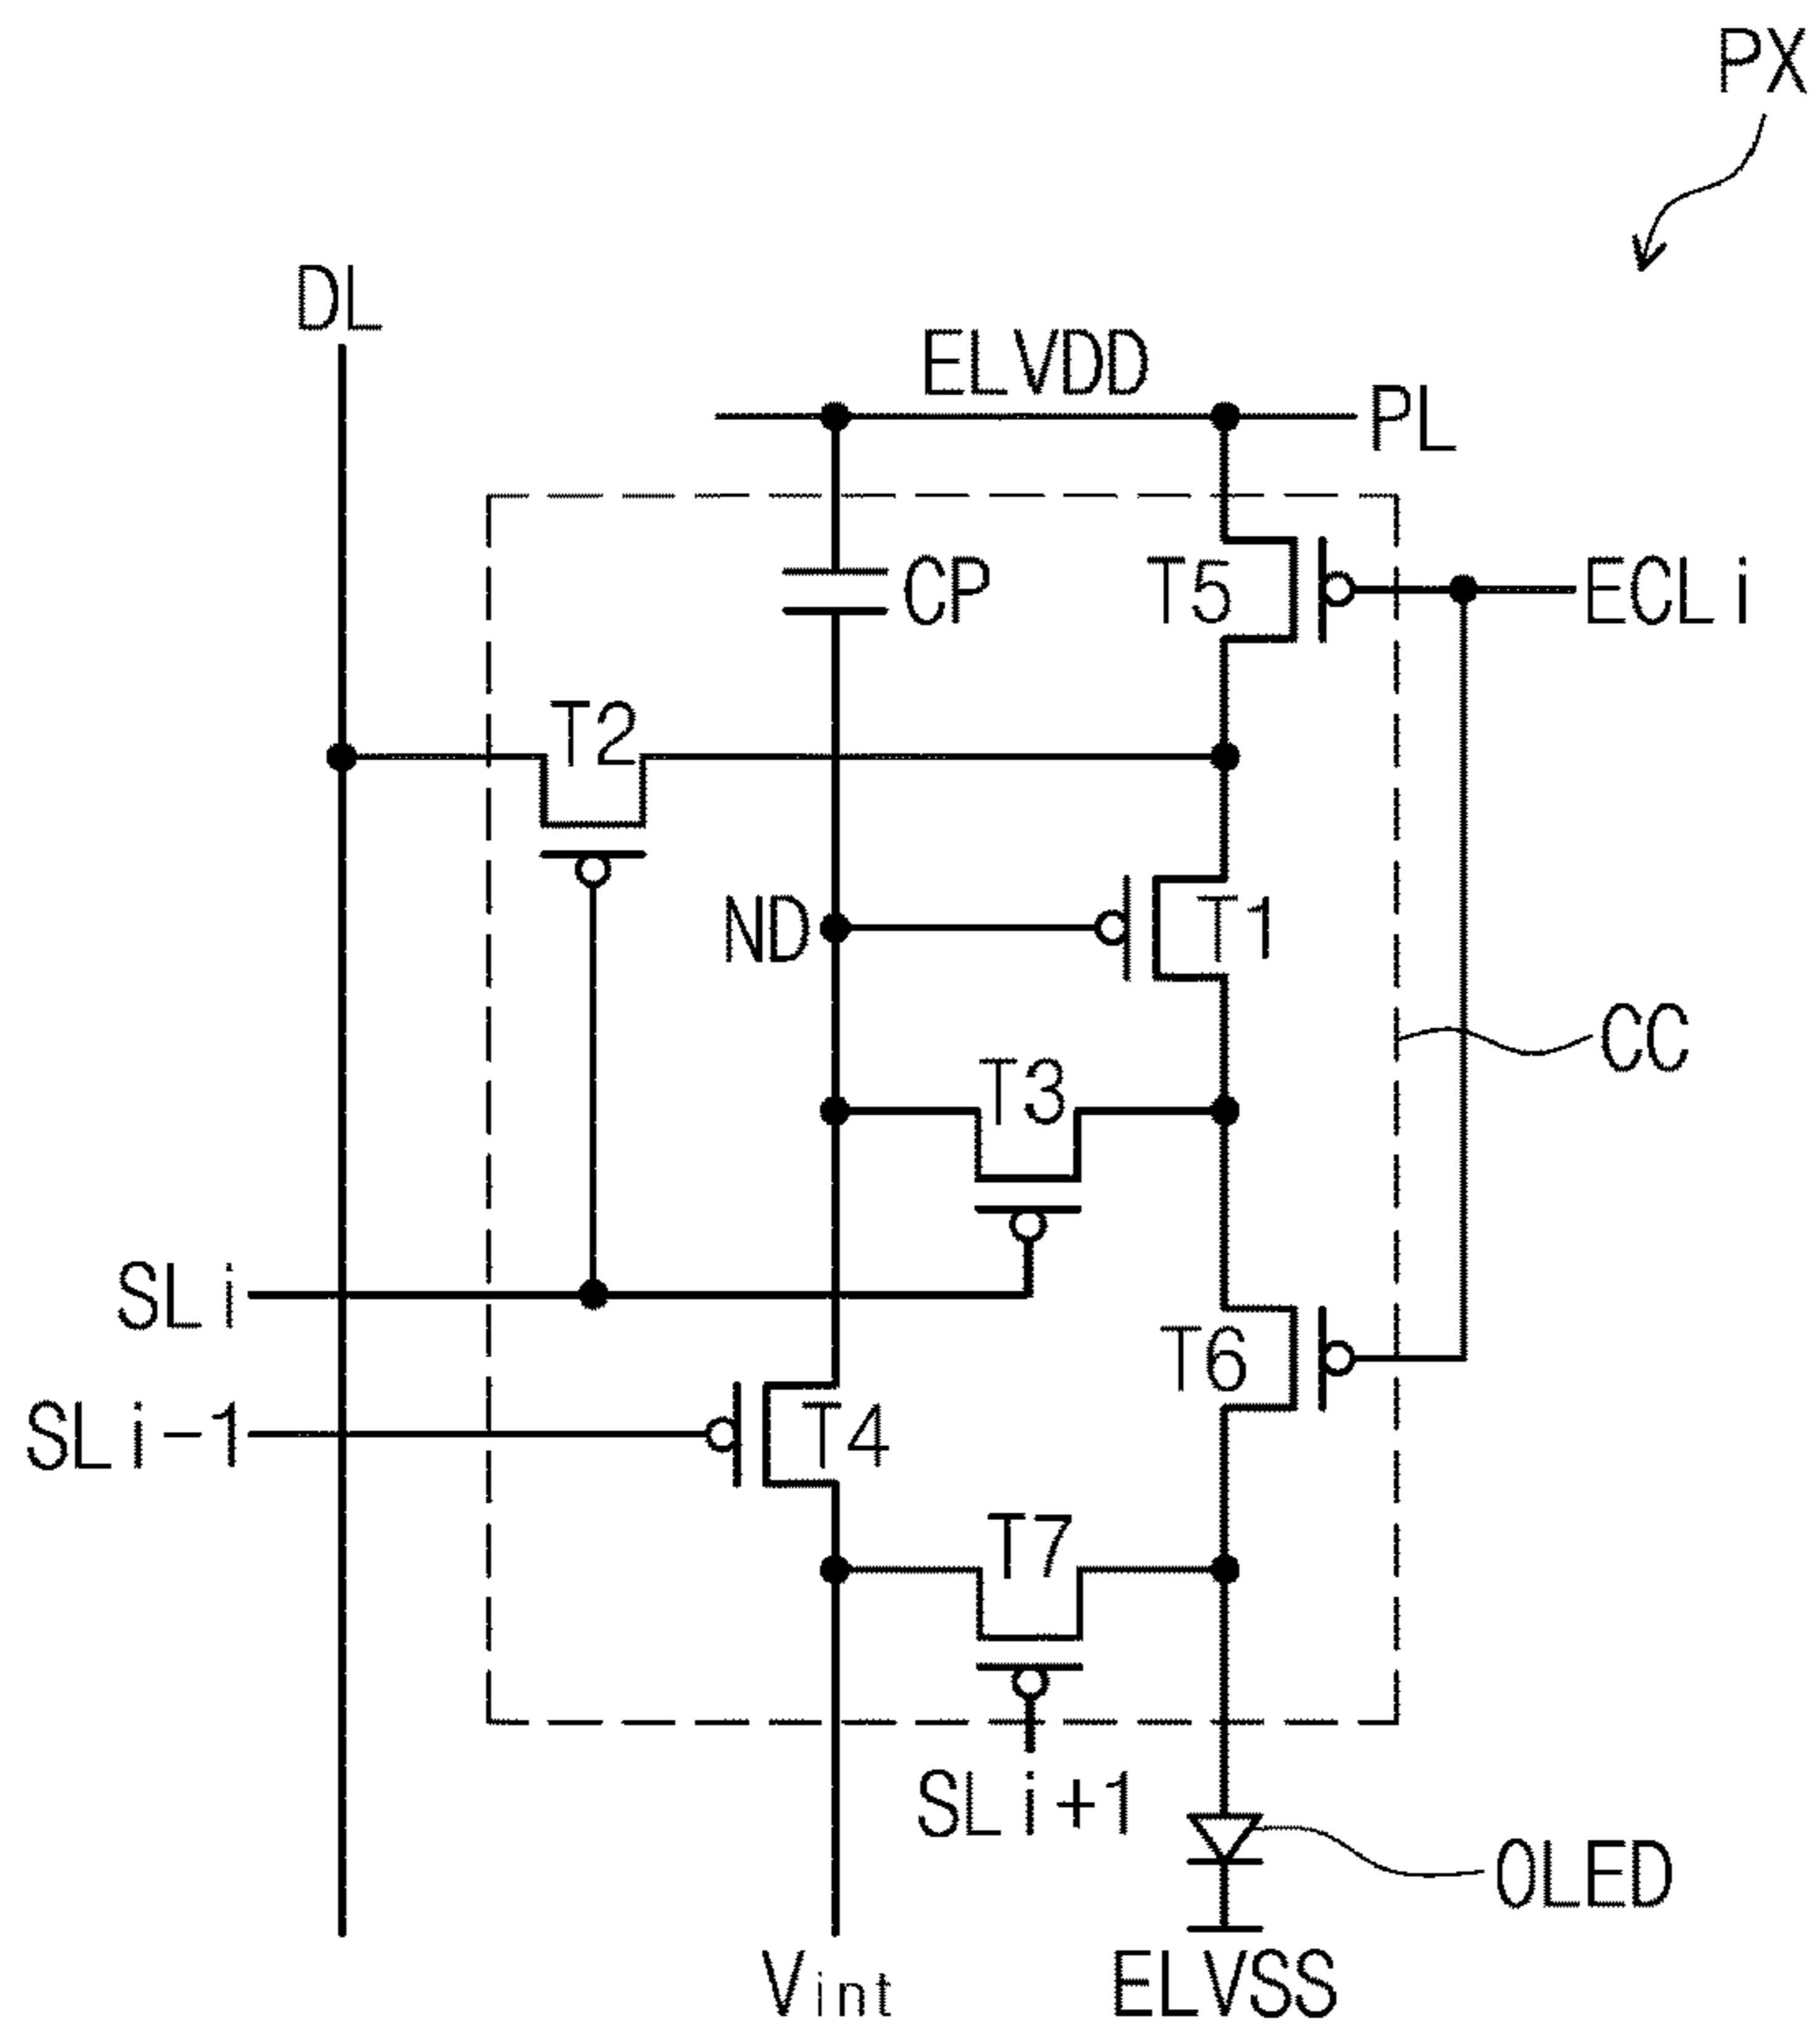 PX
DL
ELVDD
PL
CP
T5
ECLi
T2
ND
T1
CC
T3
SLi
T6
SLi-1
T4
T7
SLi+1
OLED
Vint
ELVSS